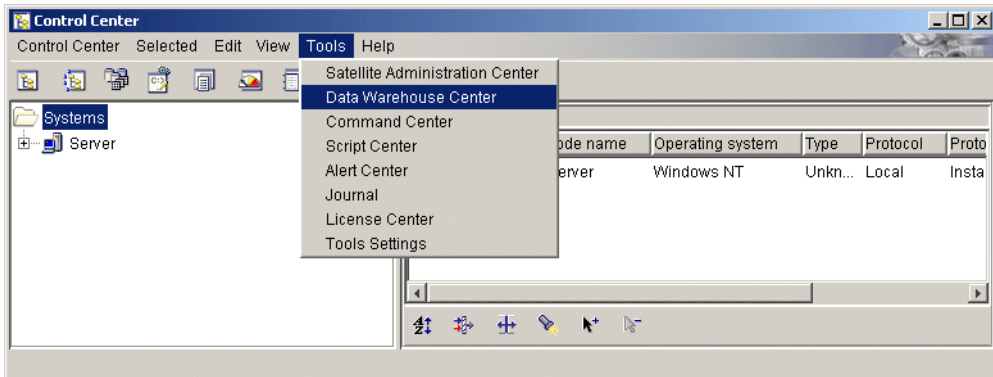 Control Center
Control Center Selected Edit View Tools Help
Satellite Administration Center
Data Warehouse Center
Command Center
Script Center
Alert Center
Journal
License Center
Tools Settings
Systems
Server
ode name Operating system Type Protocol Proto
erver Windows NT Unkn... Local Insta